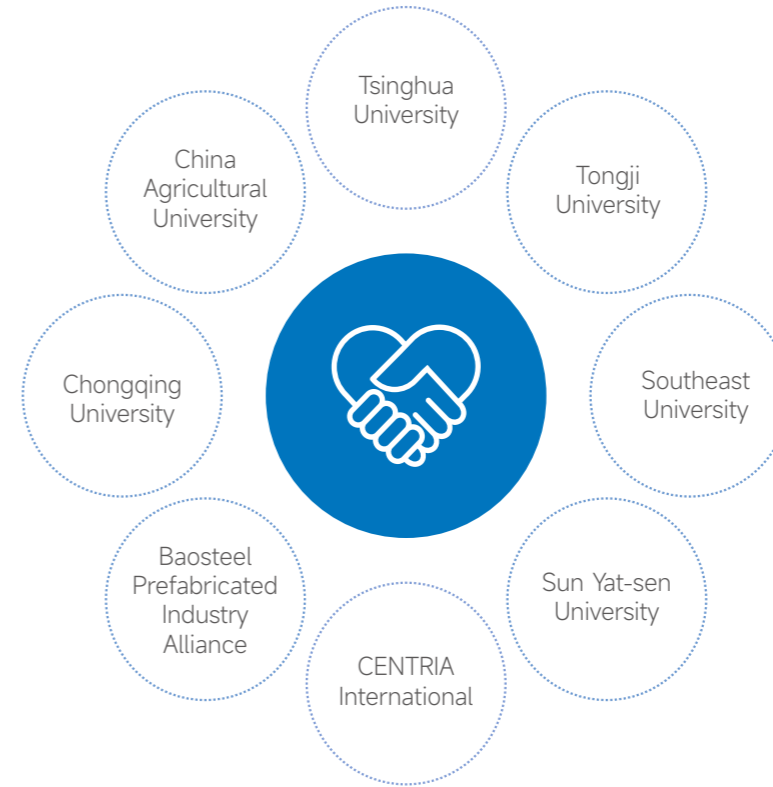 Tsinghua
University
Tongji
University
Southeast
University
Sun Yat-sen
University
CENTRIA
International
Baosteel
Prefabricated
Industry
Alliance
Chongqing
University
China
Agricultural
University